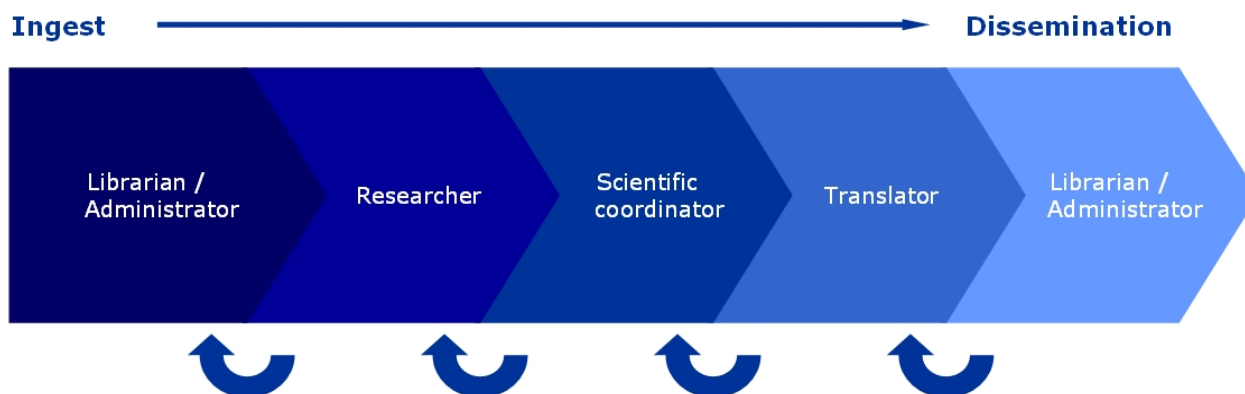 Ingest
Dissemination
Librarian /
Administrator
Researcher
Scientific
coordinator
Translator
Librarian /
Administrator